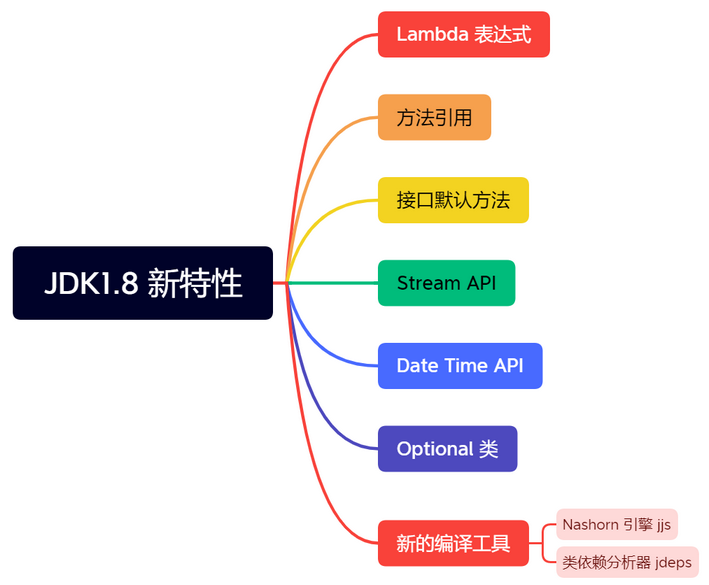 Lambda 表达式
方法引用
接口默认方法
JDK1.8 新特性
Stream API
Date Time API
Optional 类
新的编译工具
Nashorn 引擎 jjs
类依赖分析器 jdeps